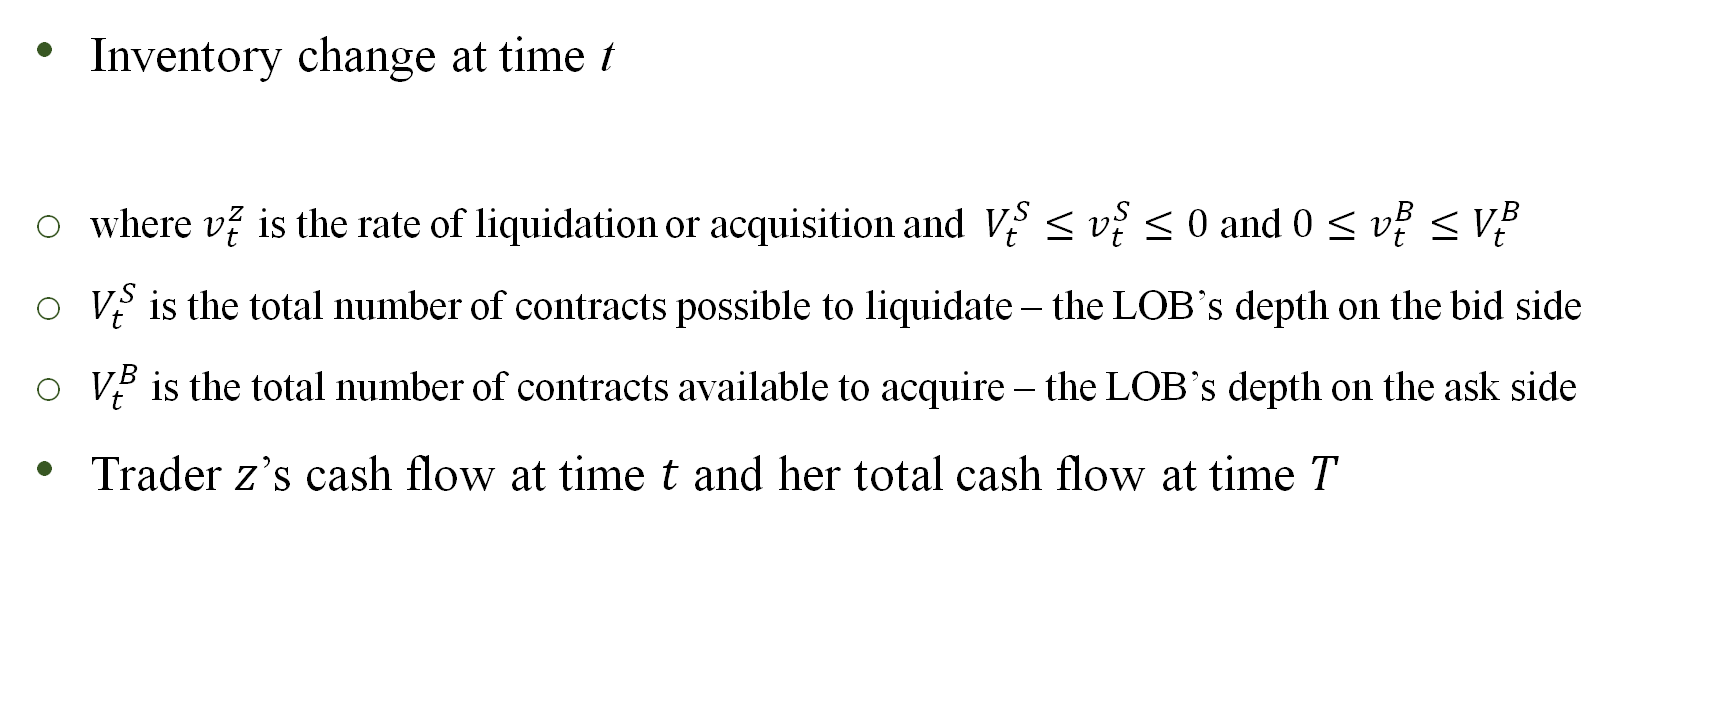 • Inventory change at time t
○ where v_t^z is the rate of liquidation or acquisition and V_t^S ≤ v_t^S ≤ 0 and 0 ≤ v_t^B ≤ V_t^B
○ V_t^S is the total number of contracts possible to liquidate – the LOB’s depth on the bid side
○ V_t^B is the total number of contracts available to acquire – the LOB’s depth on the ask side
• Trader z’s cash flow at time t and her total cash flow at time T